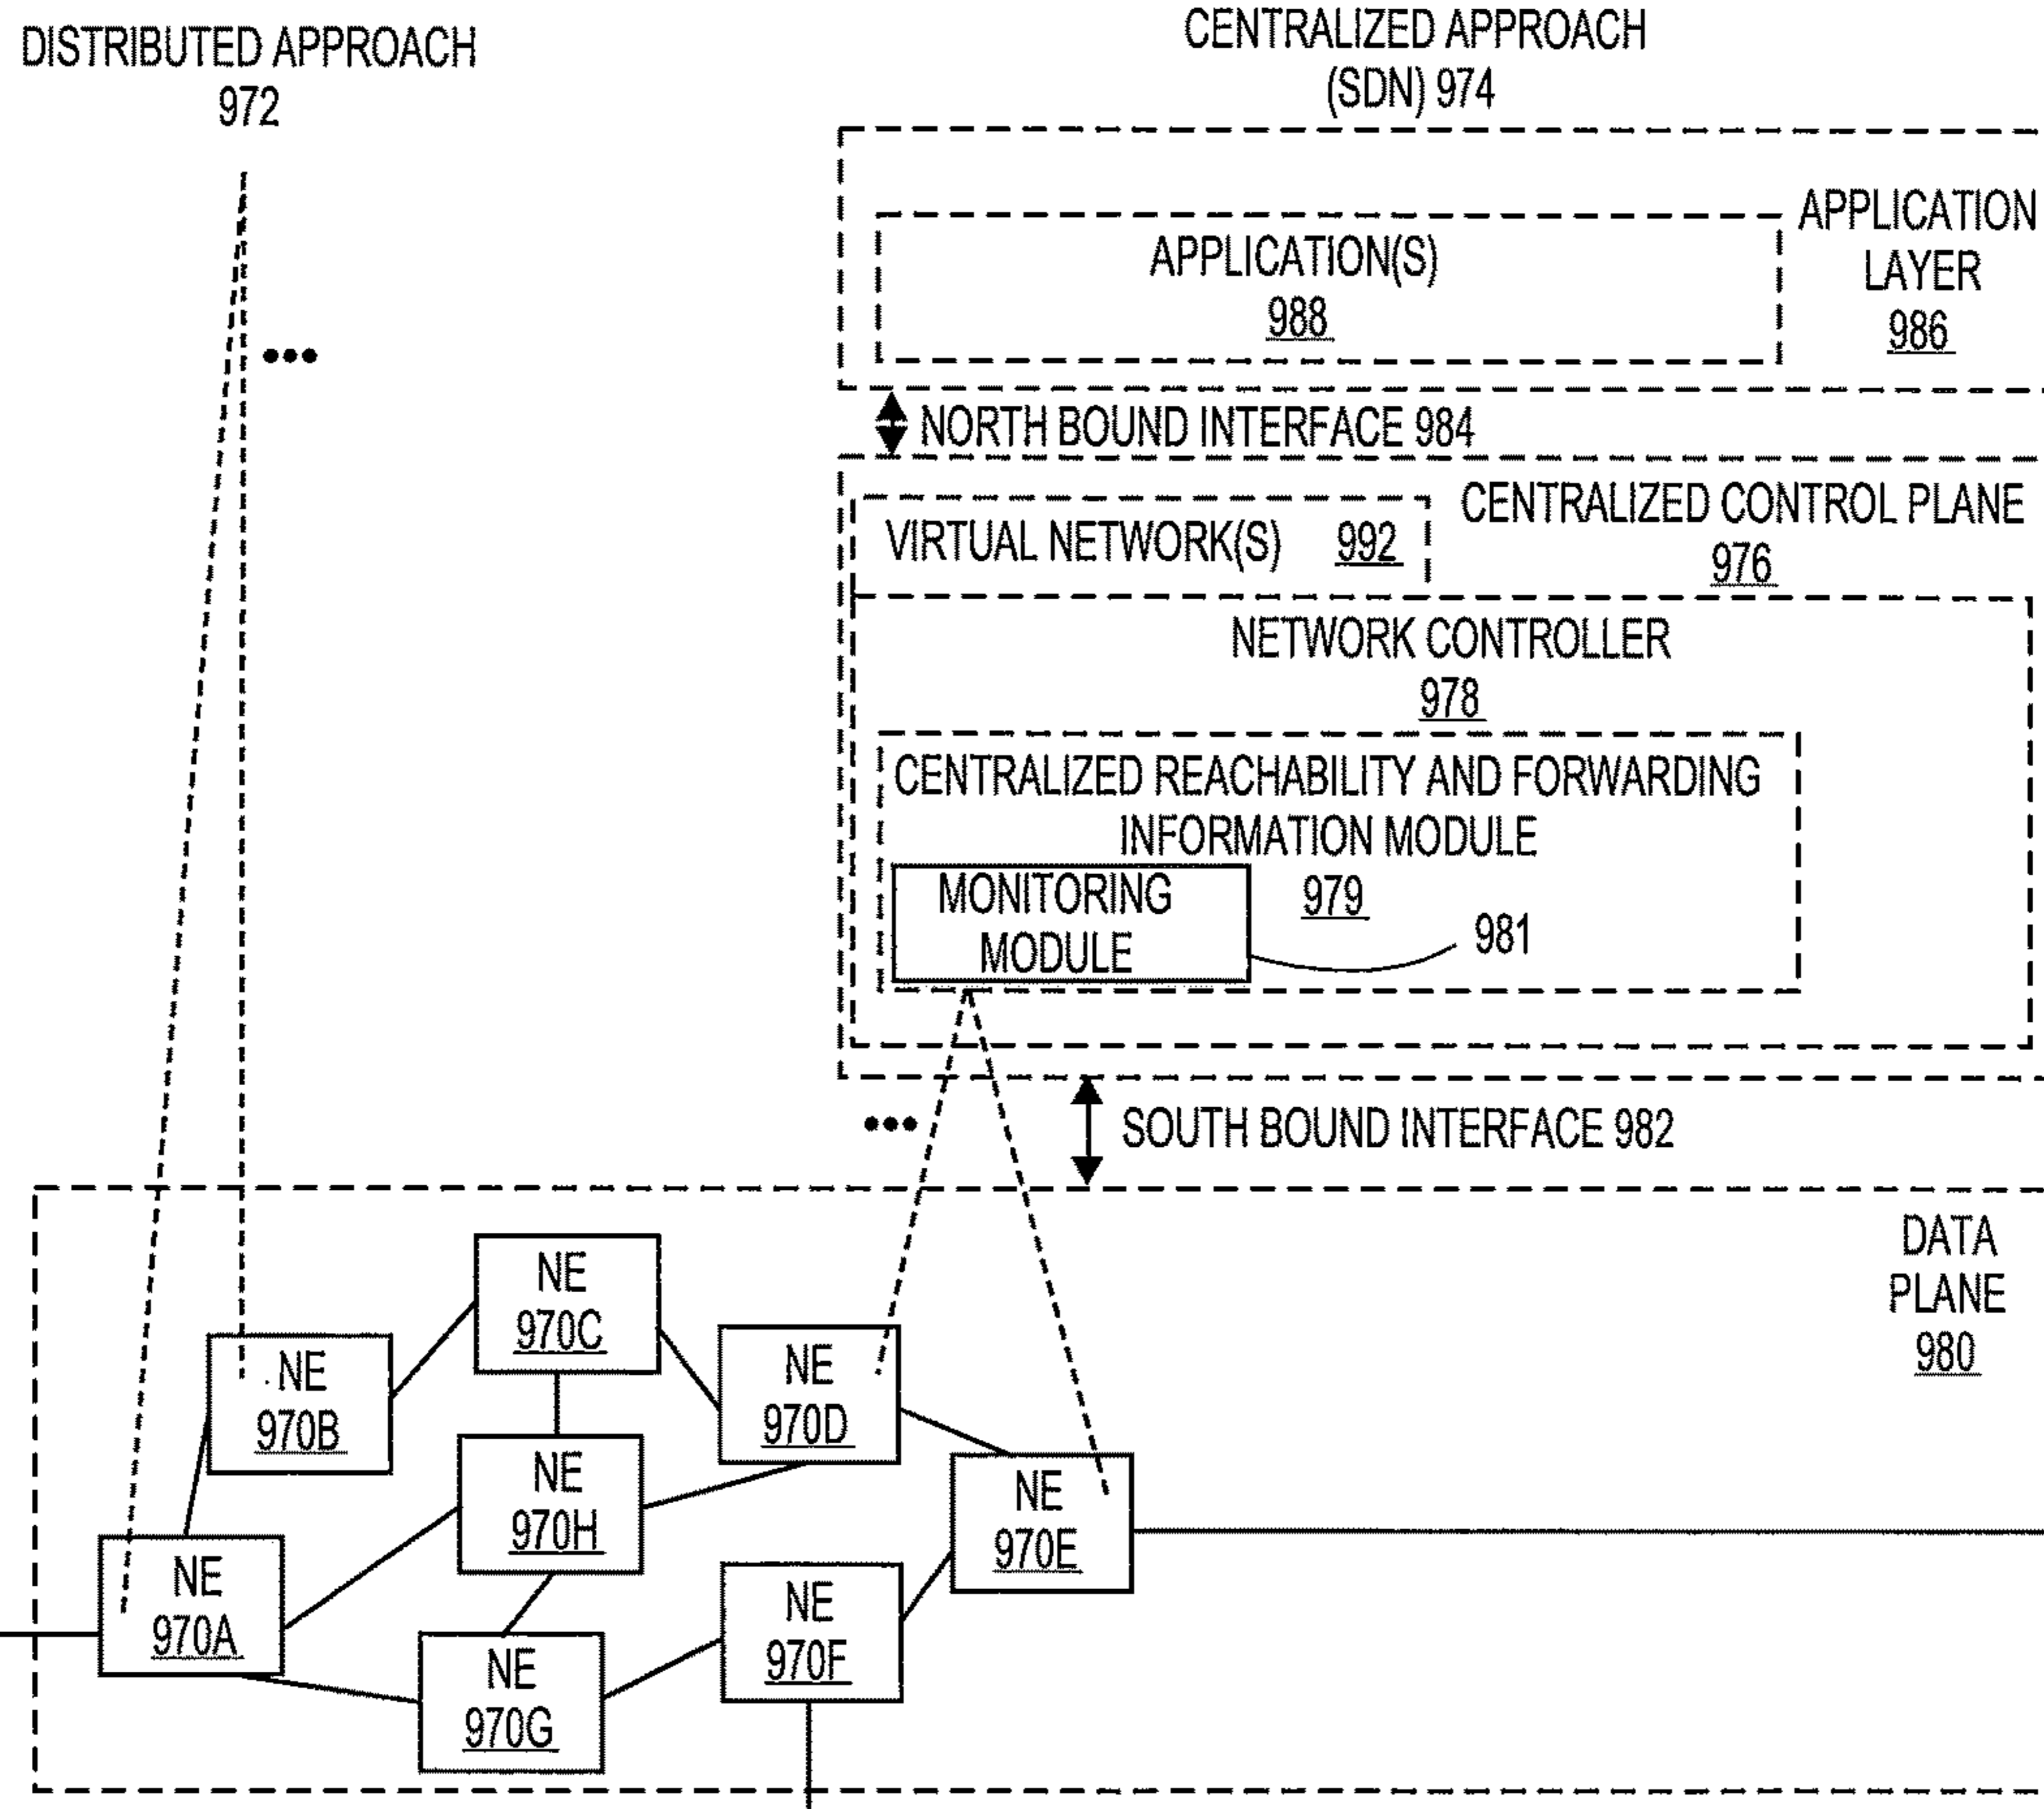 DISTRIBUTED APPROACH
972
CENTRALIZED APPROACH
(SDN) 974
APPLICATION(S)
988
APPLICATION
LAYER
986
NORTH BOUND INTERFACE 984
VIRTUAL NETWORK(S) 992
CENTRALIZED CONTROL PLANE
976
NETWORK CONTROLLER
978
CENTRALIZED REACHABILITY AND FORWARDING
INFORMATION MODULE
979
MONITORING
MODULE
981
SOUTH BOUND INTERFACE 982
DATA
PLANE
980
NE
970C
NE
970B
NE
970D
NE
970H
NE
970E
NE
970A
NE
970F
NE
970G